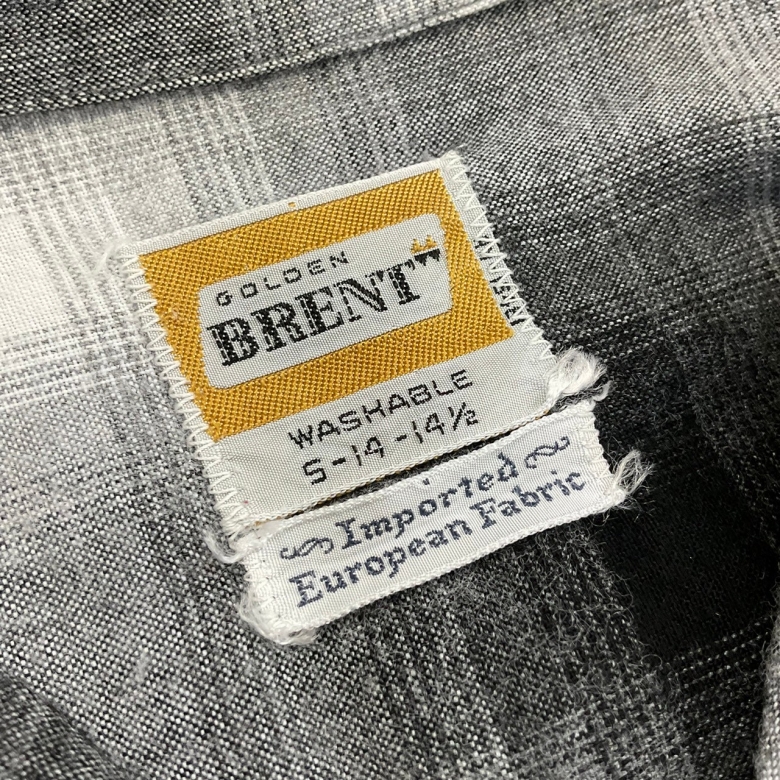 GOLDEN
BRENT
WASHABLE
S-14-14½
Imported
European Fabric